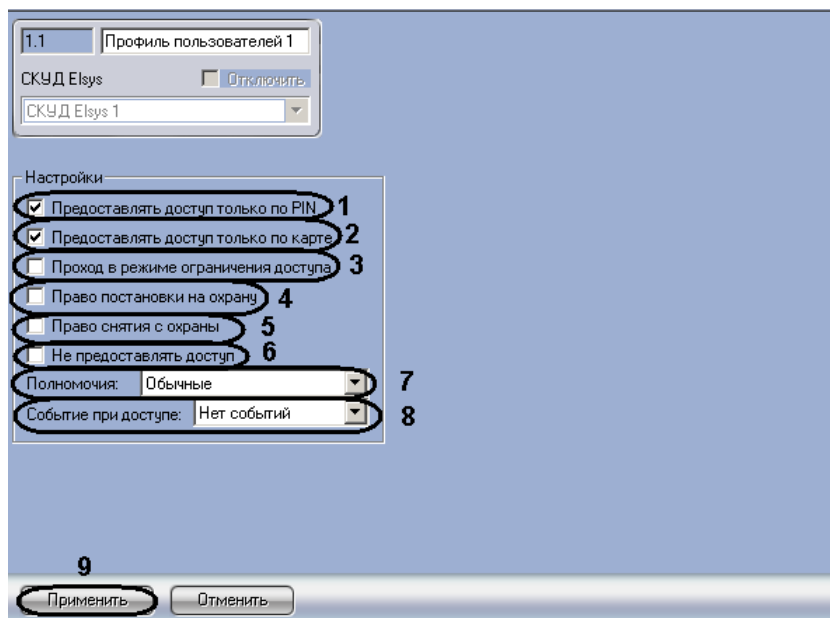 1.1 Профиль пользователей 1
СКУД Elsys Отключить
СКУД Elsys 1
Настройки
Предоставлять доступ только по PIN 1
Предоставлять доступ только по карте 2
Проход в режиме ограничения доступа 3
Право постановки на охрану 4
Право снятия с охраны 5
Не предоставлять доступ 6
Полномочия: Обычные 7
Событие при доступе: Нет событий 8
9
Применить Отменить